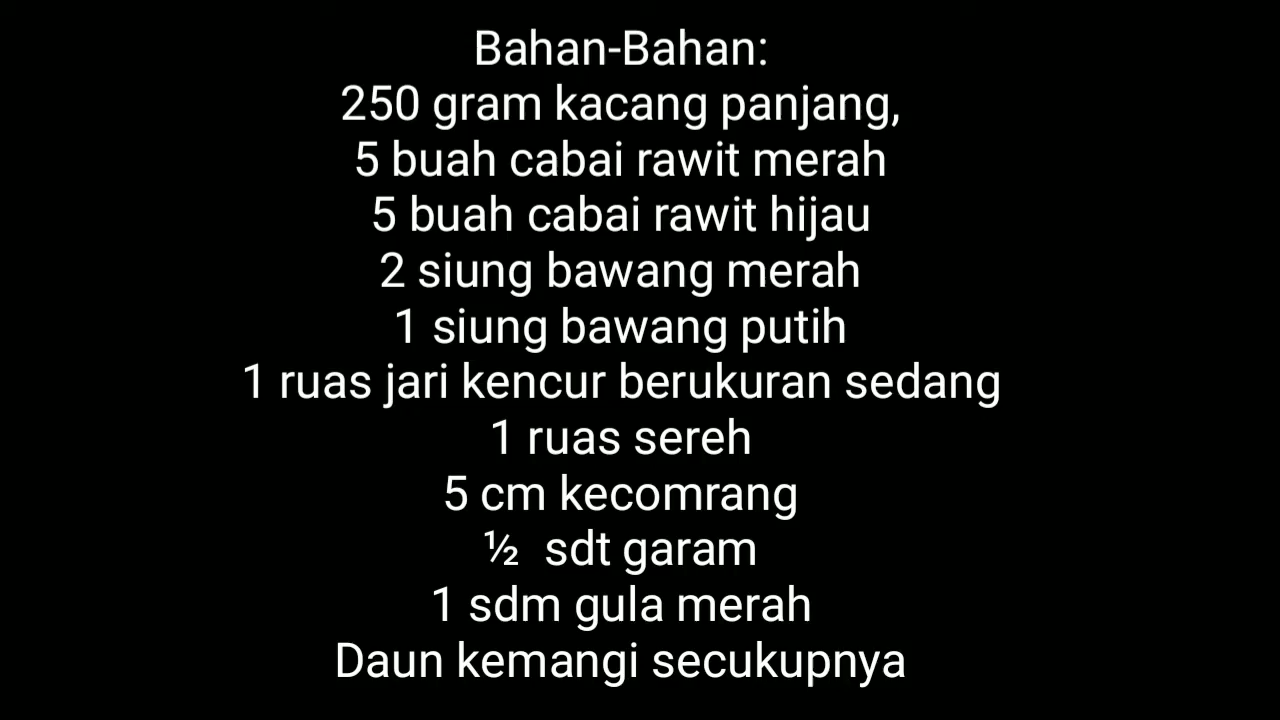 Bahan-Bahan:
250 gram kacang panjang,
5 buah cabai rawit merah
5 buah cabai rawit hijau
2 siung bawang merah
1 siung bawang putih
1 ruas jari kencur berukuran sedang
1 ruas sereh
5 cm kecomrang
½ sdt garam
1 sdm gula merah
Daun kemangi secukupnya